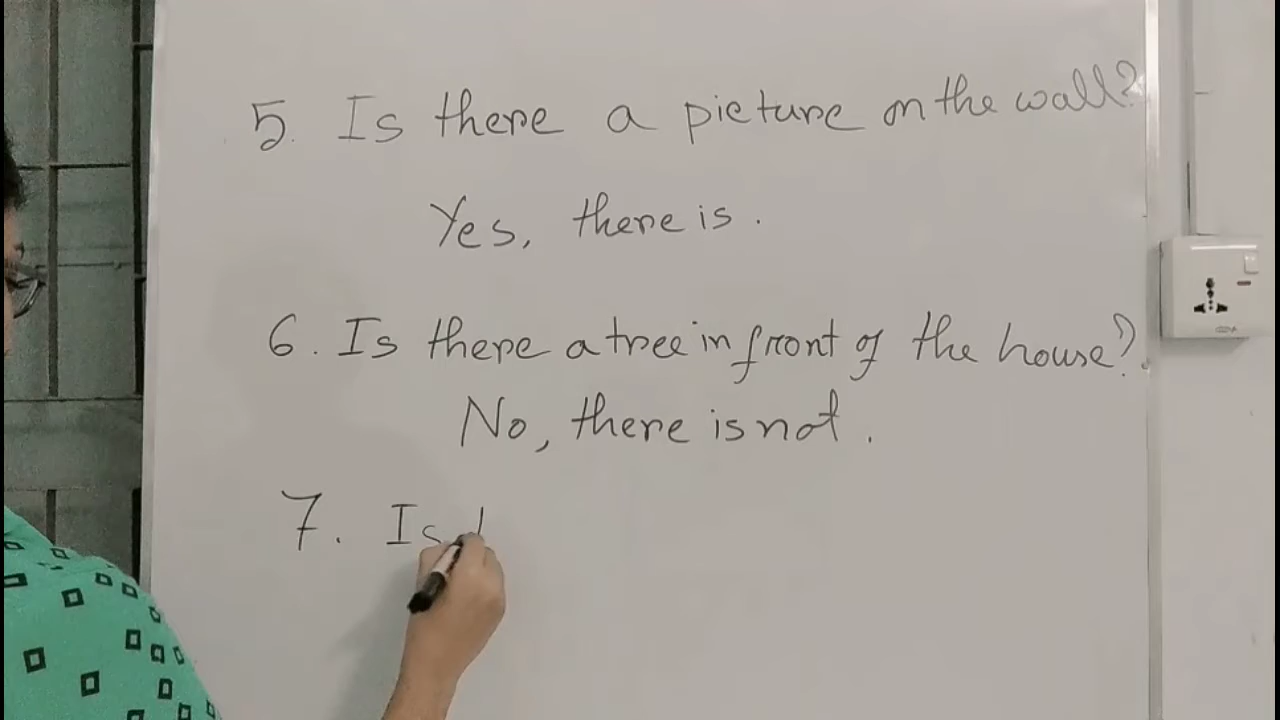 5. Is there a picture on the wall?
Yes, there is.
6. Is there a tree in front of the house?
No, there is not.
7. Is